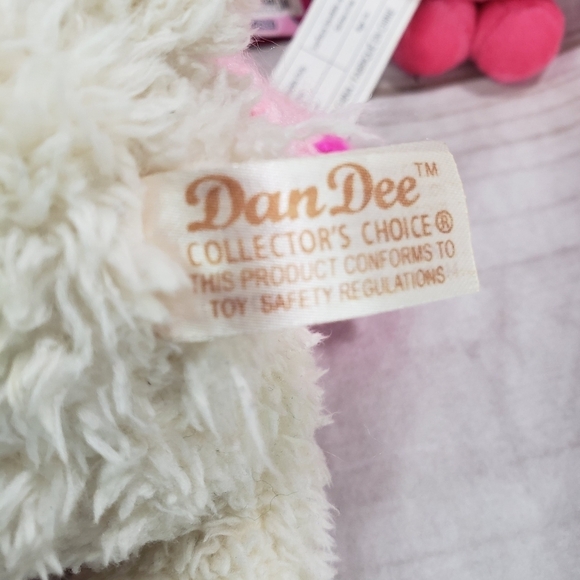 Dan Dee™
COLLECTOR'S CHOICE®
THIS PRODUCT CONFORMS TO
TOY SAFETY REGULATIONS